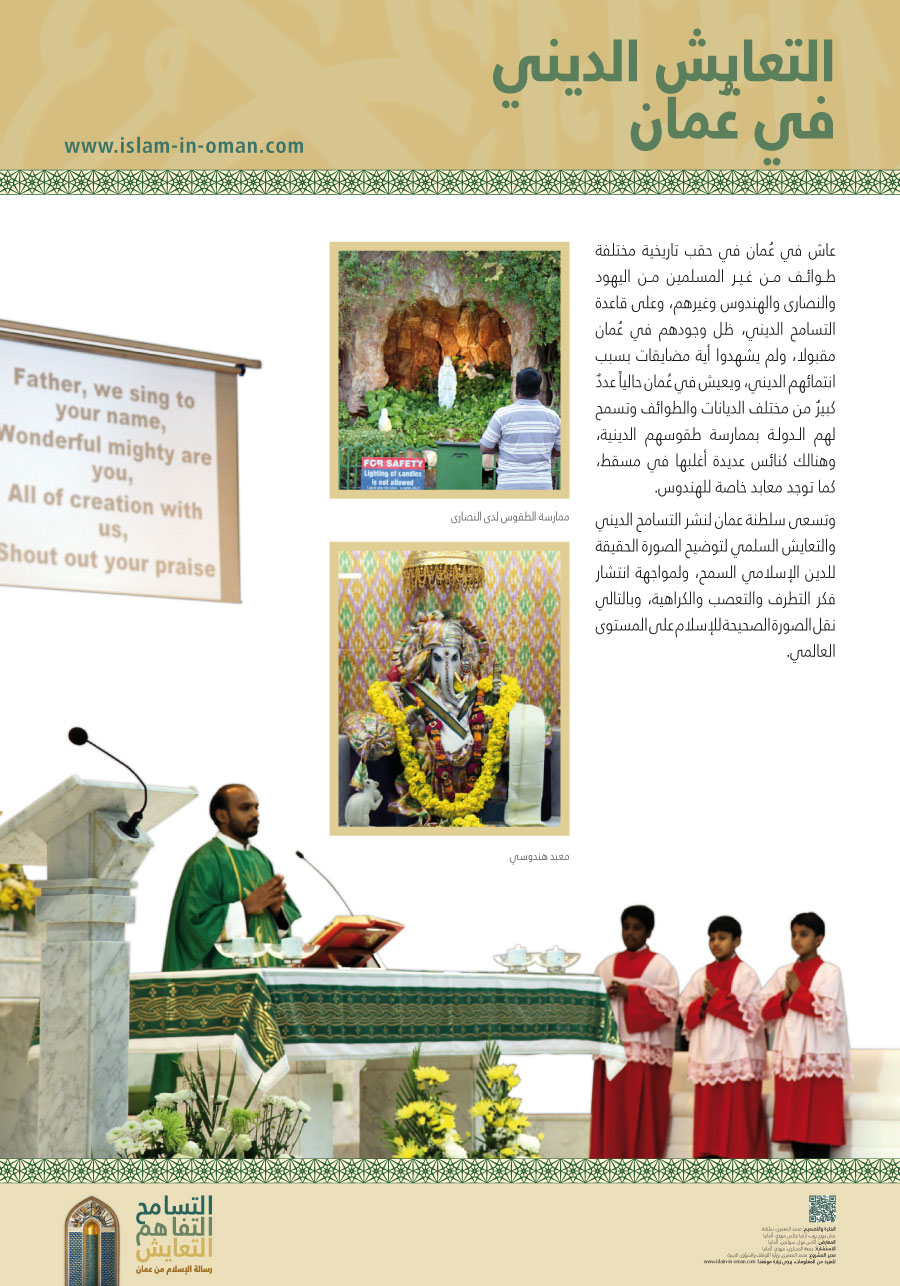 التعايش الديني
في عُمان
www.islam-in-oman.com
عاش في عُمان في حقب تاريخية مختلفة
طوائف من غير المسلمين من اليهود
والنصارى والهندوس وغيرهم، وعلى قاعدة
التسامح الديني، ظل وجودهم في عُمان
مقبولا، ولم يشهدوا أية مضايقات بسبب
انتمائهم الديني، ويعيش في عُمان حالياً عددٌ
كبيرٌ من مختلف الديانات والطوائف وتسمح
لهم الدولة بممارسة طقوسهم الدينية،
وهنالك كنائس عديدة أغلبها في مسقط،
كما توجد معابد خاصة للهندوس.
وتسعى سلطنة عمان لنشر التسامح الديني
والتعايش السلمي لتوضيح الصورة الحقيقة
للدين الإسلامي السمح، ولمواجهة انتشار
فكر التطرف والتعصب والكراهية، وبالتالي
نقل الصورة الصحيحة للإسلام على المستوى
العالمي.
FOR SAFETY
Lighting of candles
is not allowed
ممارسة الطقوس لدى النصارى
معبد هندوسي
Father, we sing to
your name,
Wonderful mighty are
you,
All of creation with
us,
Shout out your praise
التسامح
التفاهم
التعايش
رسالة الإسلام من عمان
للمزيد من المعلومات، يرجى زيارة موقعنا: www.islam-in-oman.com